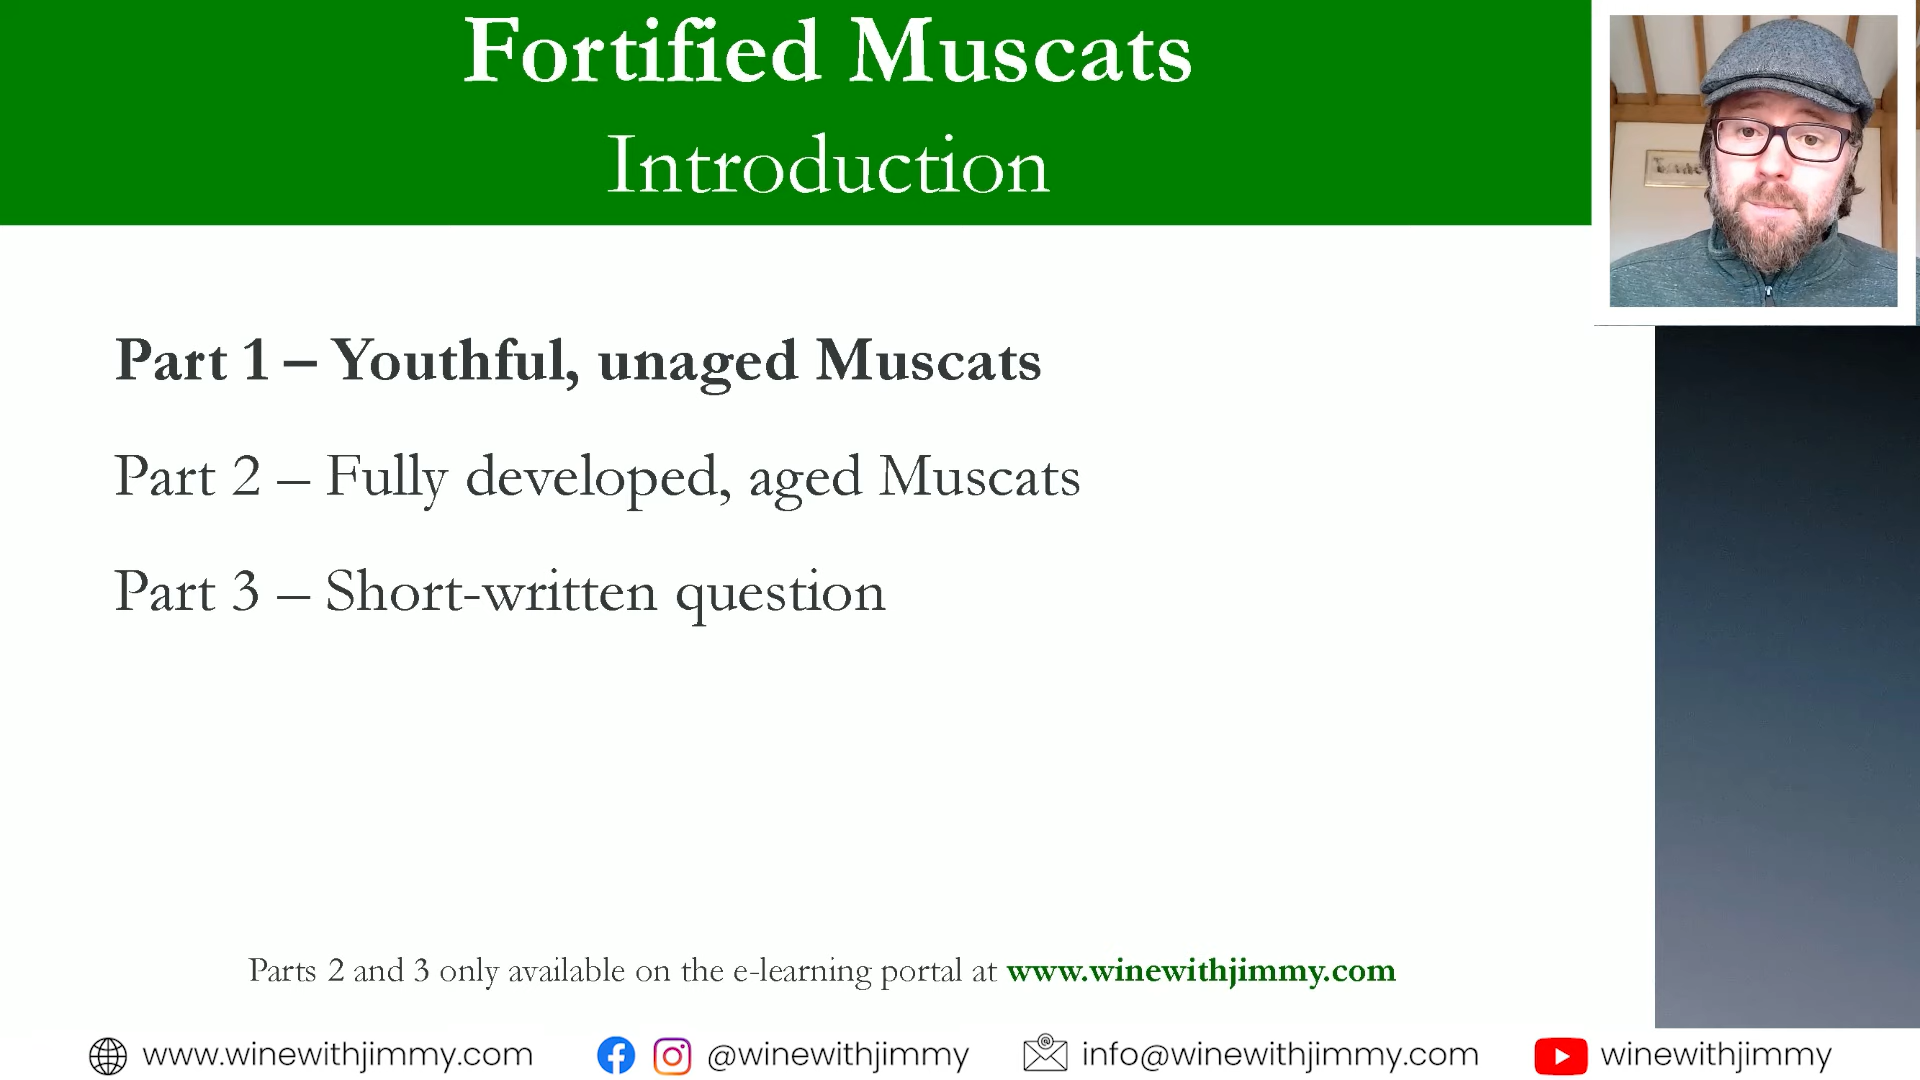 Fortified Muscats
Introduction
Part 1 – Youthful, unaged Muscats
Part 2 – Fully developed, aged Muscats
Part 3 – Short-written question
Parts 2 and 3 only available on the e-learning portal at www.winewithjimmy.com
www.winewithjimmy.com @winewithjimmy info@winewithjimmy.com winewithjimmy